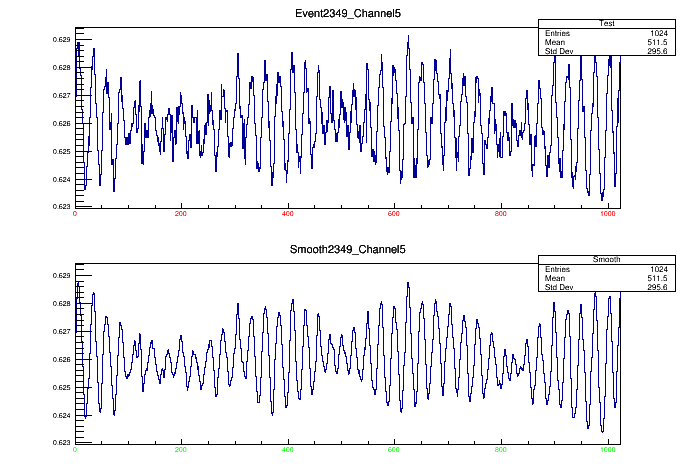 Event2349_Channel5
Test
Entries 1024
Mean 511.5
Std Dev 295.6
0.629
0.628
0.627
0.626
0.625
0.624
0.623
0 200 400 600 800 1000
Smooth2349_Channel5
Smooth
Entries 1024
Mean 511.5
Std Dev 295.6
0.629
0.628
0.627
0.626
0.625
0.624
0.623
0 200 400 600 800 1000